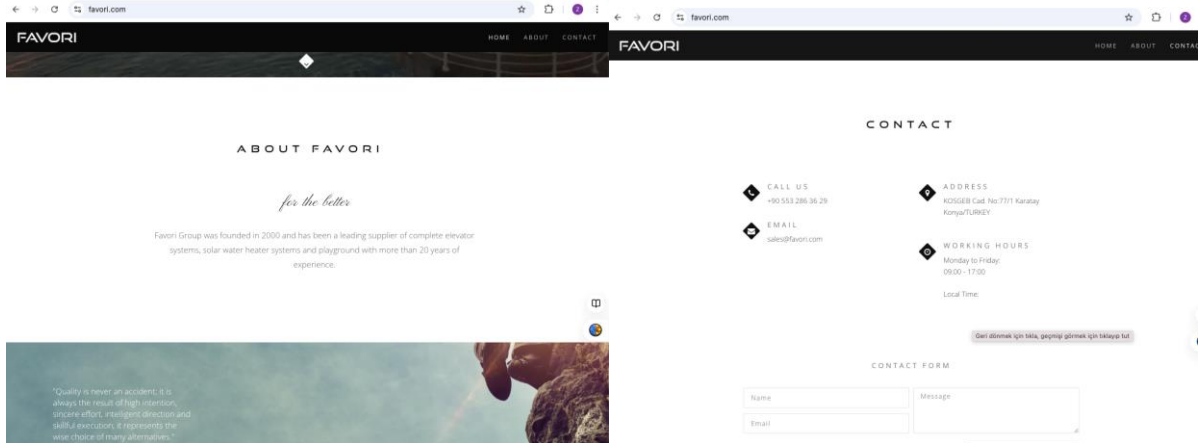 favori.com
FAVORI
HOME ABOUT CONTACT
ABOUT FAVORI
for the better
Favori Group was founded in 2000 and has been a leading supplier of complete elevator
systems, solar water heater systems and playground with more than 20 years of
experience.
"Quality is never an accident; it is
always the result of high intention,
sincere effort, intelligent direction and
skillful execution; it represents the
wise choice of many alternatives."
favori.com
FAVORI
HOME ABOUT CONTAC
CONTACT
CALL US
+90 553 286 36 29
EMAIL
sales@favori.com
ADDRESS
KOSGEB Cad. No:77/1 Karatay
Konya/TURKEY
WORKING HOURS
Monday to Friday:
09:00 - 17:00
Local Time:
Geri dönmek için tıkla, geçmişi görmek için tıklayıp tut
CONTACT FORM
Name
Message
Email